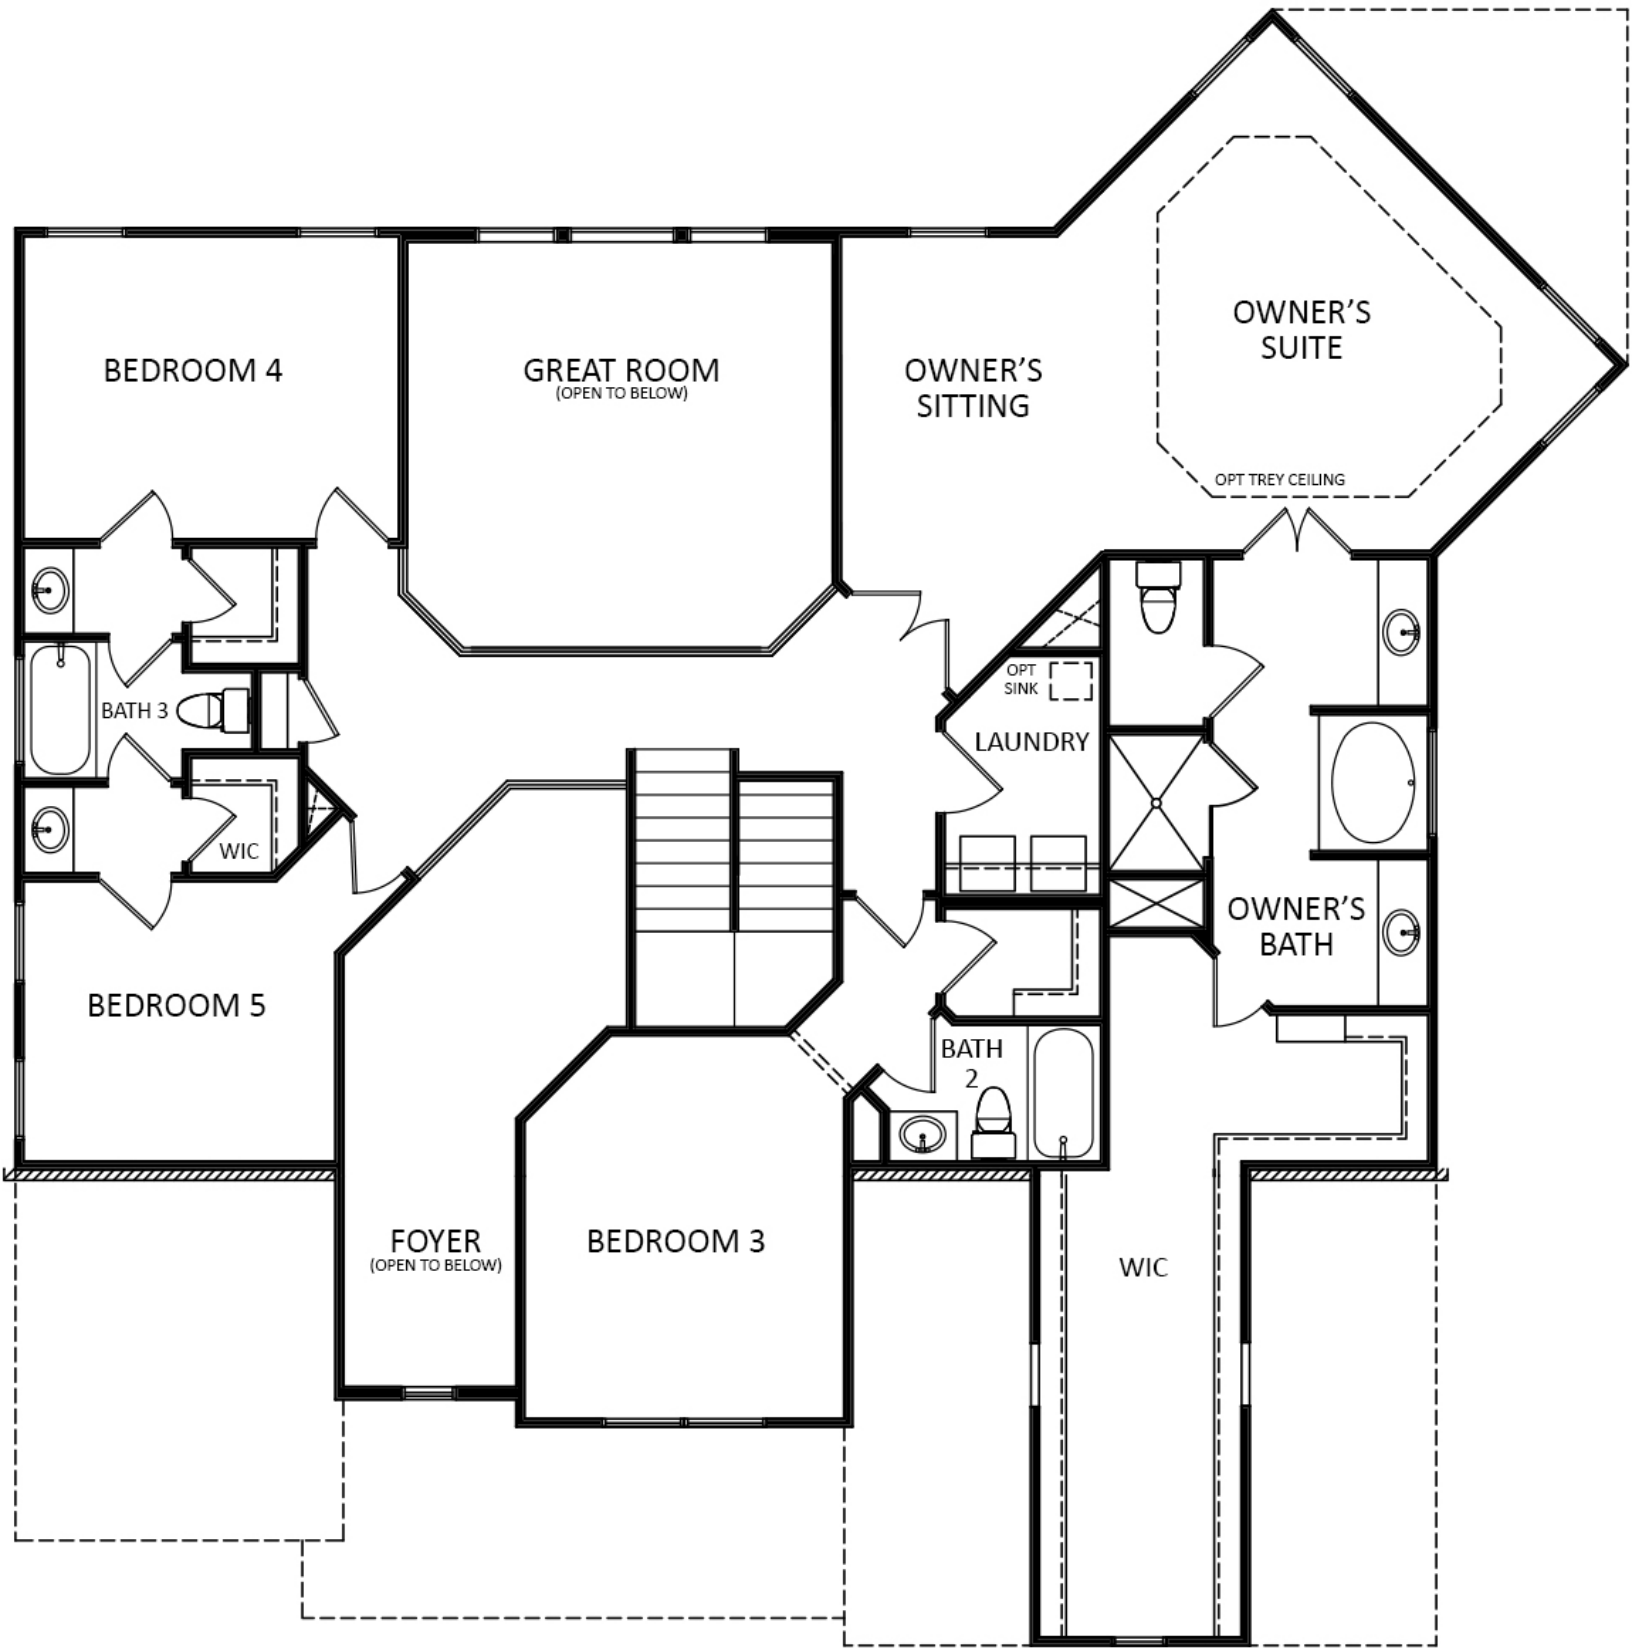 OWNER’S
SUITE
BEDROOM 4
GREAT ROOM
(OPEN TO BELOW)
OWNER’S
SITTING
OPT TREY CEILING
OPT
SINK
BATH 3
LAUNDRY
WIC
OWNER’S
BATH
BEDROOM 5
BATH
2
FOYER
(OPEN TO BELOW)
BEDROOM 3
WIC